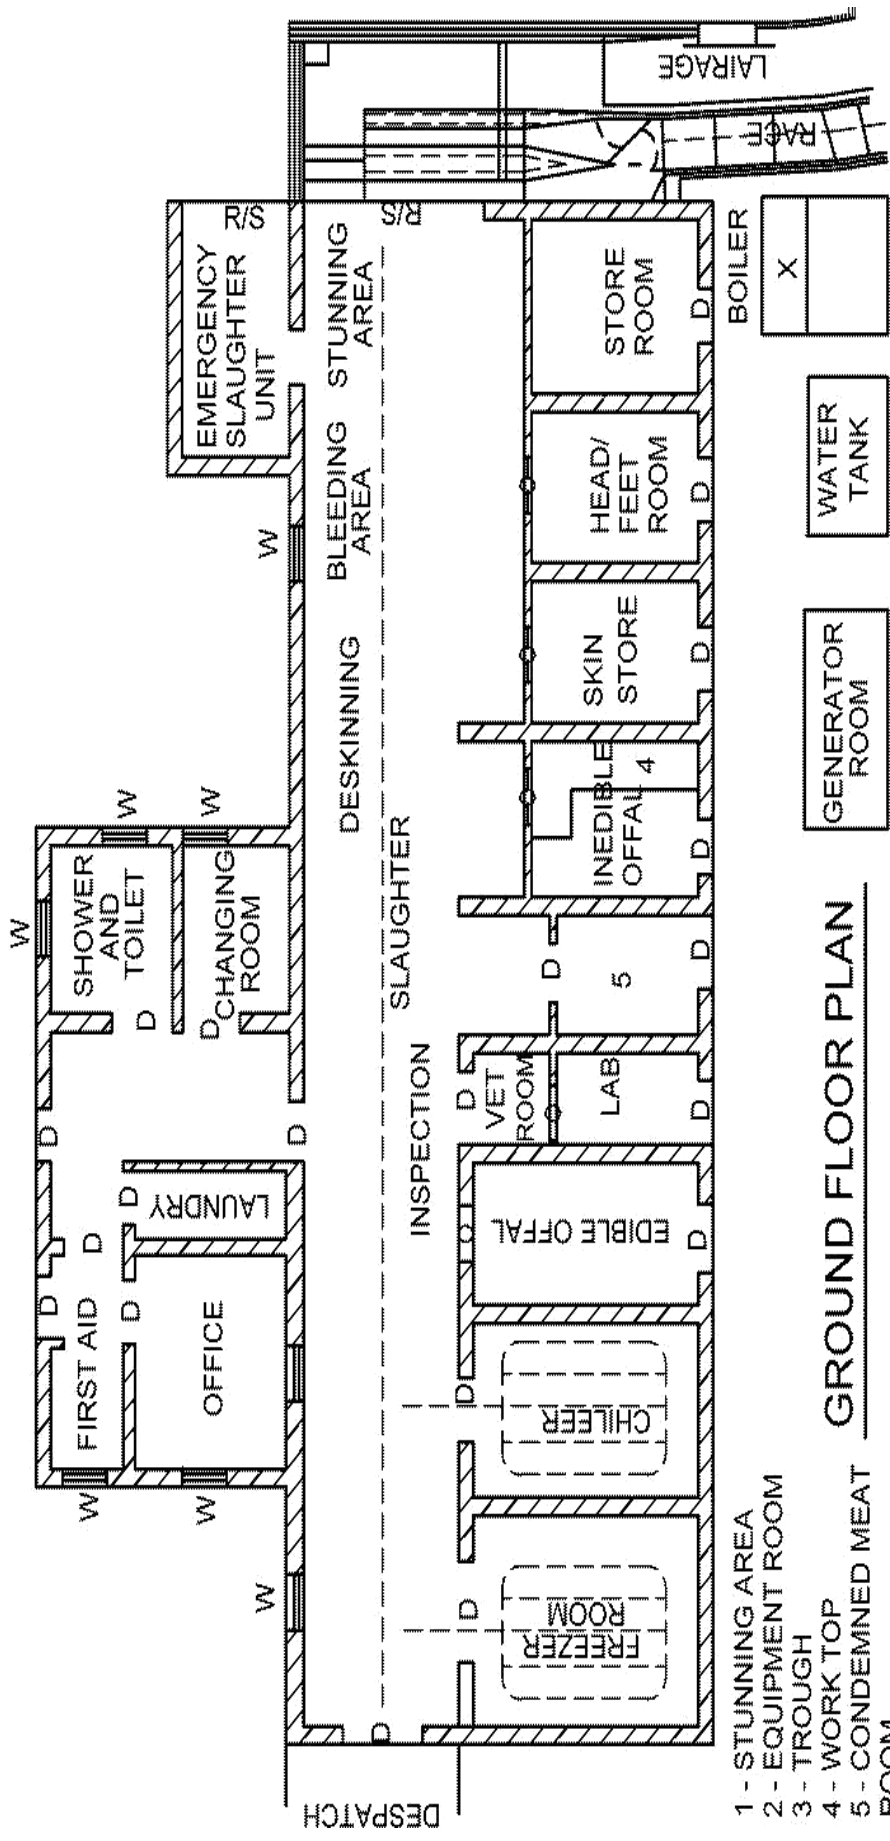 W
SHOWER
AND
TOILET
W
D
D
D
D
FIRST AID
D
D
W
D
CHANGING
ROOM
W
LAUNDRY
OFFICE
W
EMERGENCY
SLAUGHTER
UNIT
R/S
W
W
D
DESPATCH
D
INSPECTION
SLAUGHTER
DESKINNING
BLEEDING
AREA
STUNNING
AREA
R/S
LAIRAGE
RACE
D
FREEZER
ROOM
D
CHILEER
EDIBLE OFFAL
D
D
VET
ROOM
LAB
D
D
5
D
INEDIBLE
OFFAL
4
D
SKIN
STORE
D
HEAD/
FEET
ROOM
D
STORE
ROOM
D
BOILER
X
WATER
TANK
GENERATOR
ROOM
GROUND FLOOR PLAN
1 - STUNNING AREA
2 - EQUIPMENT ROOM
3 - TROUGH
4 - WORK TOP
5 - CONDEMNED MEAT
ROOM